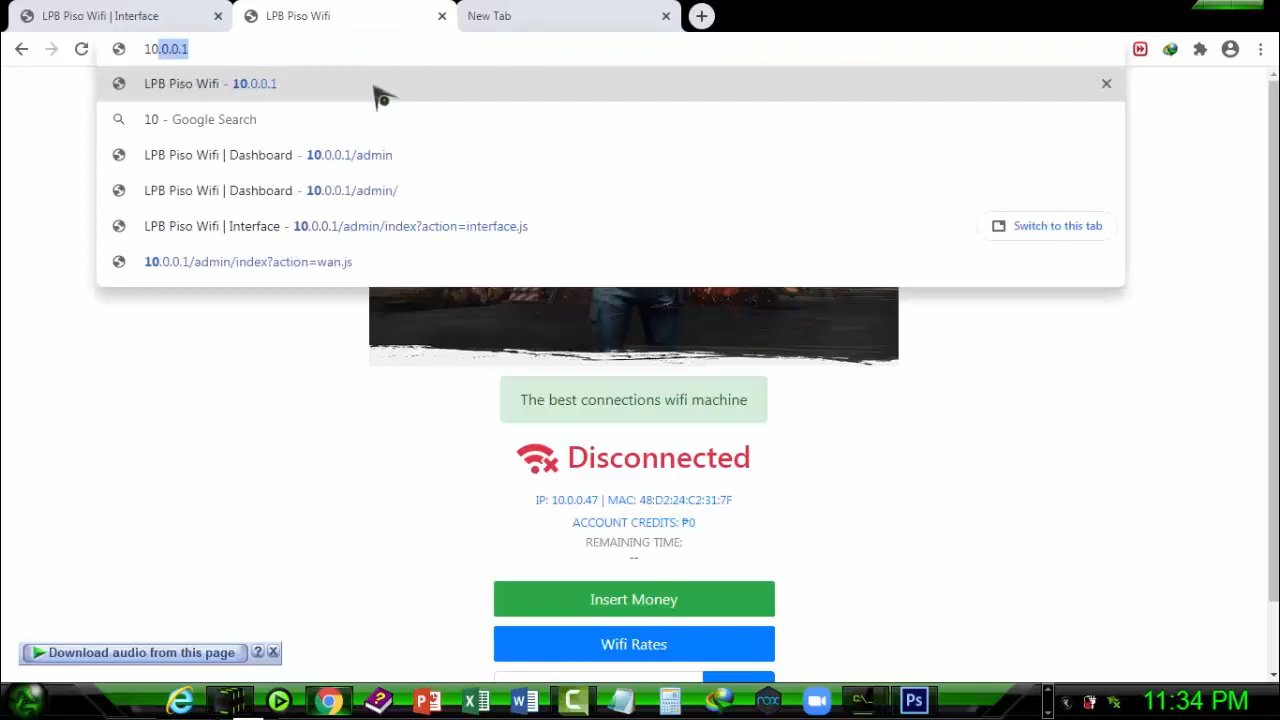 LPB Piso Wifi | Interface
LPB Piso Wifi
New Tab
10.0.0.1
LPB Piso Wifi - 10.0.0.1
10 - Google Search
LPB Piso Wifi | Dashboard - 10.0.0.1/admin
LPB Piso Wifi | Dashboard - 10.0.0.1/admin/
LPB Piso Wifi | Interface - 10.0.0.1/admin/index?action=interface.js
Switch to this tab
10.0.0.1/admin/index?action=wan.js
The best connections wifi machine
Disconnected
IP: 10.0.0.47 | MAC: 48:D2:24:C2:31:7F
ACCOUNT CREDITS: ₱0
REMAINING TIME:
--
Insert Money
Wifi Rates
Download audio from this page
?
nox
Ps
11:34 PM